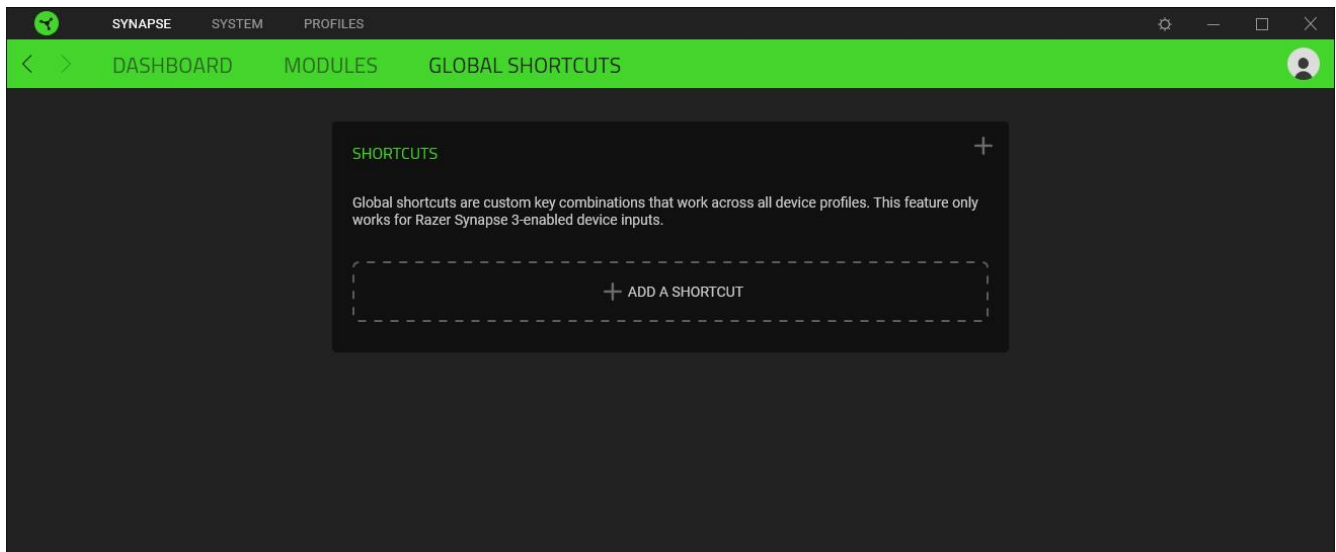 SYNAPSE SYSTEM PROFILES
DASHBOARD MODULES GLOBAL SHORTCUTS
SHORTCUTS
Global shortcuts are custom key combinations that work across all device profiles. This feature only
works for Razer Synapse 3-enabled device inputs.
ADD A SHORTCUT